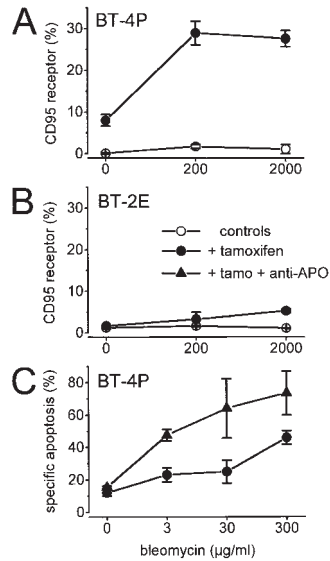 A BT-4P
CD95 receptor (%)
30
20
10
0
0 200 2000
B BT-2E
CD95 receptor (%)
30
20
10
0
controls
+ tamoxifen
+ tamo + anti-APO
0 200 2000
C BT-4P
specific apoptosis (%)
80
60
40
20
0
0 3 30 300
bleomycin (µg/ml)